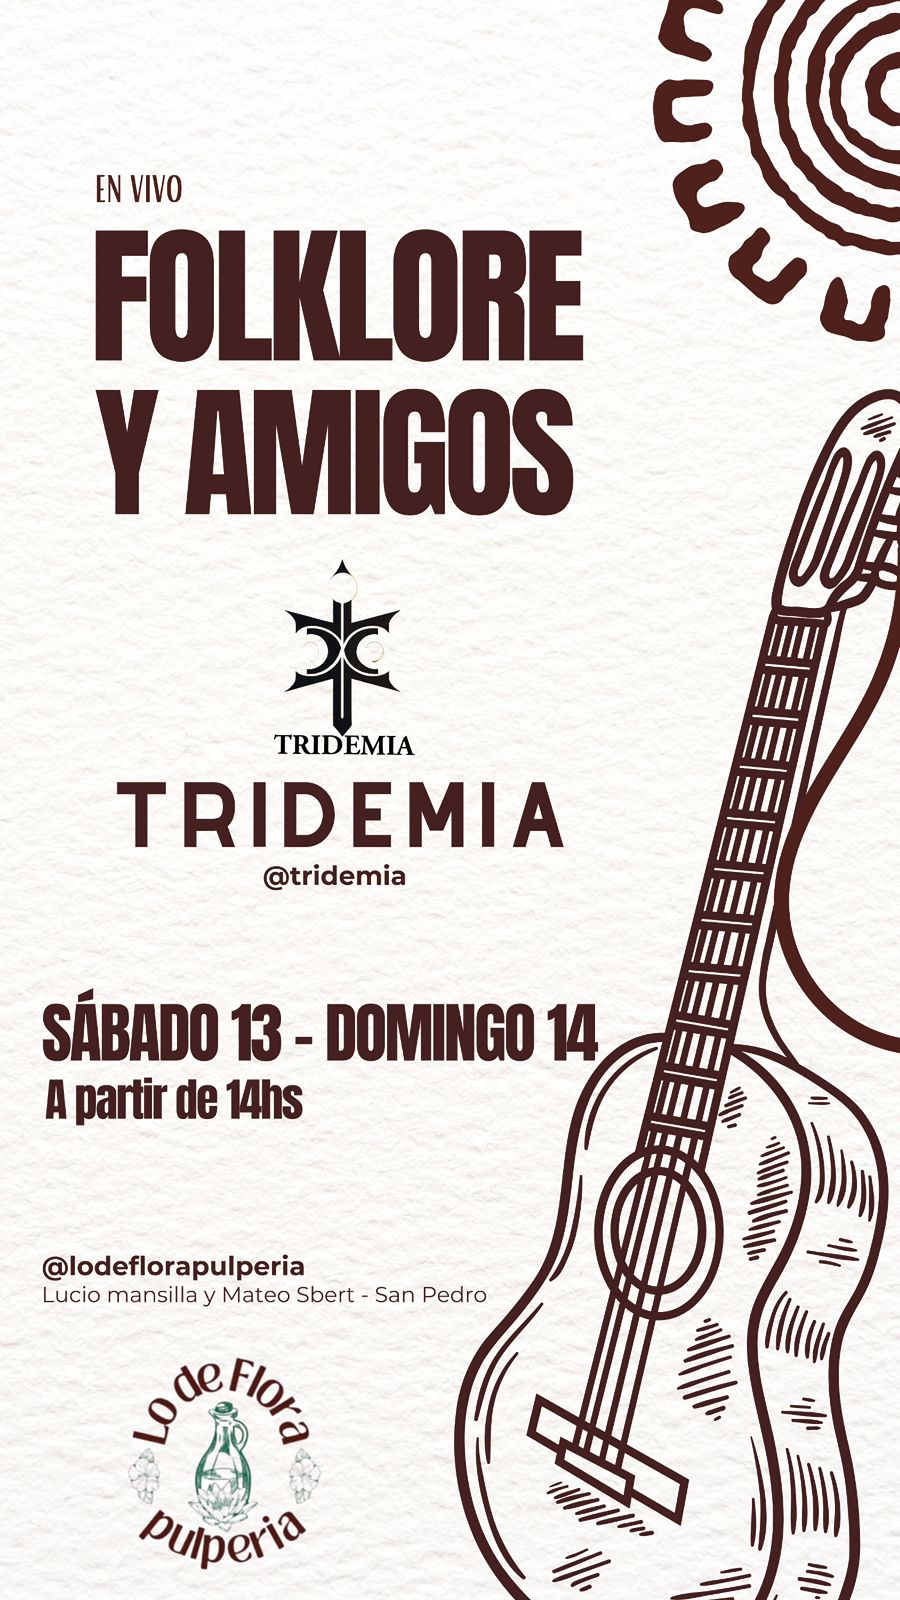 EN VIVO
FOLKLORE
Y AMIGOS
TRIDEMIA
TRIDEMIA
@tridemia
SÁBADO 13 - DOMINGO 14
A partir de 14hs
@lodeflorapulperia
Lucio mansilla y Mateo Sbert - San Pedro
Lo de Flora
pulperia